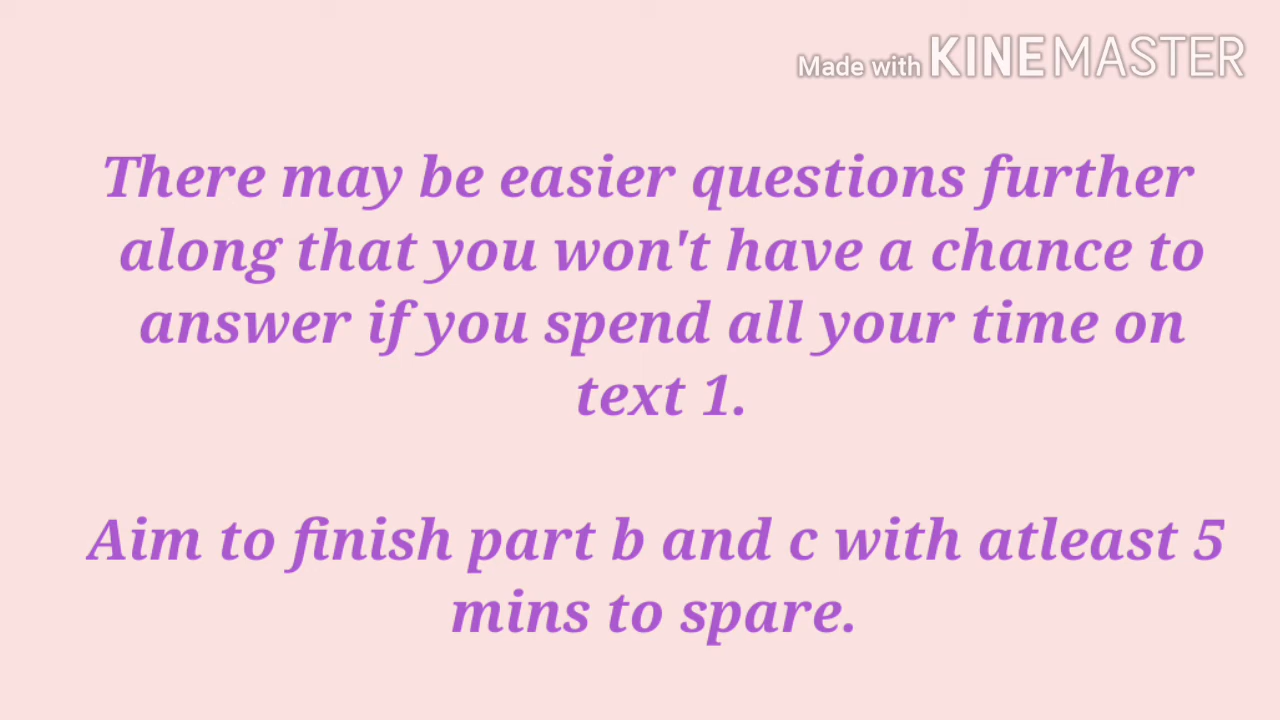 Made with KINEMASTER
There may be easier questions further
along that you won't have a chance to
answer if you spend all your time on
text 1.
Aim to finish part b and c with atleast 5
mins to spare.